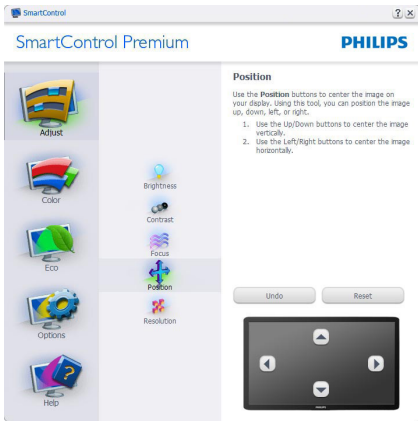 SmartControl
SmartControl Premium
PHILIPS
Adjust
Color
Eco
Options
Help
Brightness
Contrast
Focus
Position
Resolution
Position
Use the Position buttons to center the image on
your display. Using this tool, you can position the image
up, down, left, or right.
1. Use the Up/Down buttons to center the image
vertically.
2. Use the Left/Right buttons to center the image
horizontally.
Undo
Reset
PHILIPS